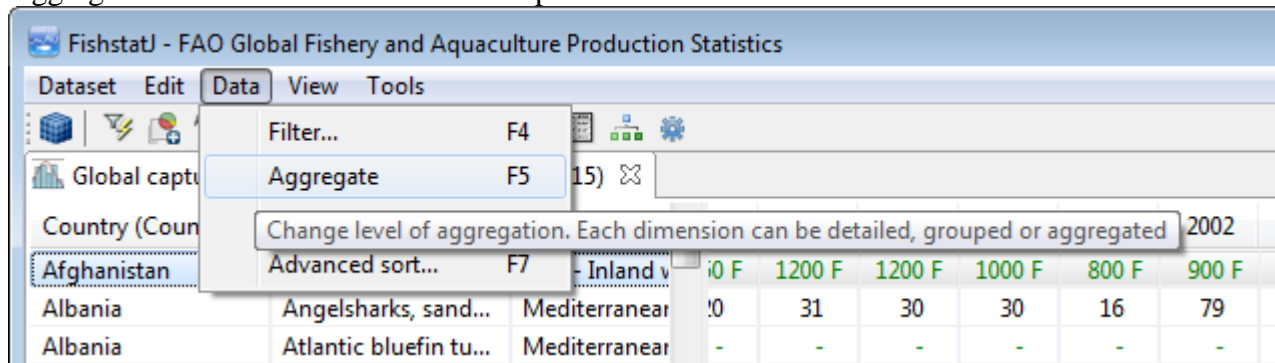 FishstatJ - FAO Global Fishery and Aquaculture Production Statistics
Dataset Edit Data View Tools
Filter... F4
Aggregate F5
Global captu 15)
Country (Coun 2002
Change level of aggregation. Each dimension can be detailed, grouped or aggregated
Advanced sort... F7
Afghanistan - Inland 0 F 1200 F 1200 F 1000 F 800 F 900 F
Albania Angelsharks, sand... Mediterranear 20 31 30 30 16 79
Albania Atlantic bluefin tu... Mediterranear - - - - - -